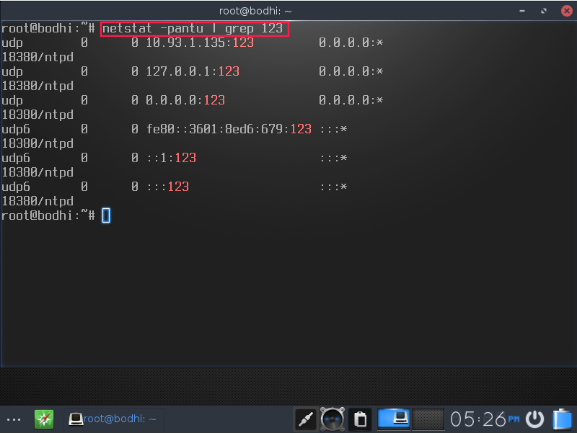 root@bodhi: ~
root@bodhi:~# netstat -pantu | grep 123
udp 0 0 10.93.1.135:123 0.0.0.0:*
18380/ntpd
udp 0 0 127.0.0.1:123 0.0.0.0:*
18380/ntpd
udp 0 0 0.0.0.0:123 0.0.0.0:*
18380/ntpd
udp6 0 0 fe80::3601:8ed6:679:123 :::*
18380/ntpd
udp6 0 0 ::1:123 :::*
18380/ntpd
udp6 0 0 :::123 :::*
18380/ntpd
root@bodhi:~#
root@bodhi: ~
05:26 PM